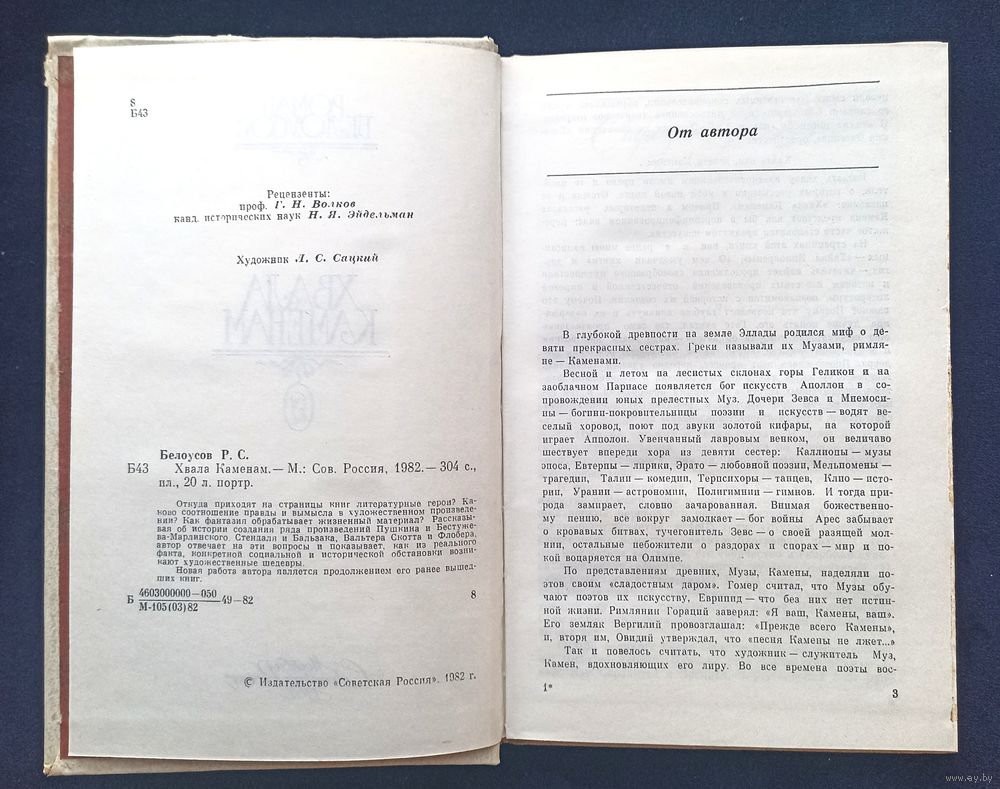 8
Б43
Рецензенты:
проф. Г. Н. Волков
канд. исторических наук Н. Я. Эйдельман
Художник Л. С. Сацкий
Белоусов Р. С.
Б43 Хвала Каменам. — М.: Сов. Россия, 1982. — 304 с.,
ил., 20 л. портр.
Откуда приходят на страницы книг литературные герои? Ка-
ково соотношение правды и вымысла в художественном произведе-
нии? Как фантазия обрабатывает жизненный материал? Рассказы-
вая об истории создания ряда произведений Пушкина и Бестуже-
ва-Марлинского, Стендаля и Бальзака, Вальтера Скотта и Флобера,
автор отвечает на эти вопросы и показывает, как из реального
факта, конкретной социальной и исторической обстановки возни-
кают художественные шедевры.
Новая работа автора является продолжением его ранее вышед-
ших книг.
Б 4603000000—050
М-105(03)82 49—82 8
© Издательство «Советская Россия». 1982 г.
От автора
В глубокой древности на земле Эллады родился миф о де-
вяти прекрасных сестрах. Греки называли их Музами, римля-
не — Каменами.
Весной и летом на лесистых склонах горы Геликон и на
заоблачном Парнасе появляется бог искусств Аполлон в со-
провождении юных прелестных Муз. Дочери Зевса и Мнемоси-
ны — богини-покровительницы поэзии и искусств — водят ве-
селый хоровод, поют под звуки золотой кифары, на которой
играет Апполон. Увенчанный лавровым венком, он величаво
шествует впереди хора из девяти сестер: Каллиопы — музы
эпоса, Евтерпы — лирики, Эрато — любовной поэзии, Мельпомены —
трагедии, Талии — комедии, Терпсихоры — танцев, Клио — исто-
рии, Урании — астрономии, Полигимнии — гимнов. И тогда при-
рода замирает, словно зачарованная. Внимая божественно-
му пению, все вокруг замолкает — бог войны Арес забывает
о кровавых битвах, тучегонитель Зевс — о своей разящей мол-
нии, остальные небожители о раздорах и спорах — мир и по-
кой воцаряется на Олимпе.
По представлениям древних, Музы, Камены, наделяли по-
этов своим «сладостным даром». Гомер считал, что Музы обу-
чают поэтов их искусству, Еврипид — что без них нет истин-
ной жизни. Римлянин Гораций заверял: «Я ваш, Камены, ваш».
Его земляк Вергилий провозглашал: «Прежде всего Камены»,
и, вторя им, Овидий утверждал, что «песня Камены не лжет...»
Так и повелось считать, что художник — служитель Муз,
Камен, вдохновляющих его лиру. Во все времена поэты вос-
1*
3
www.ay.by